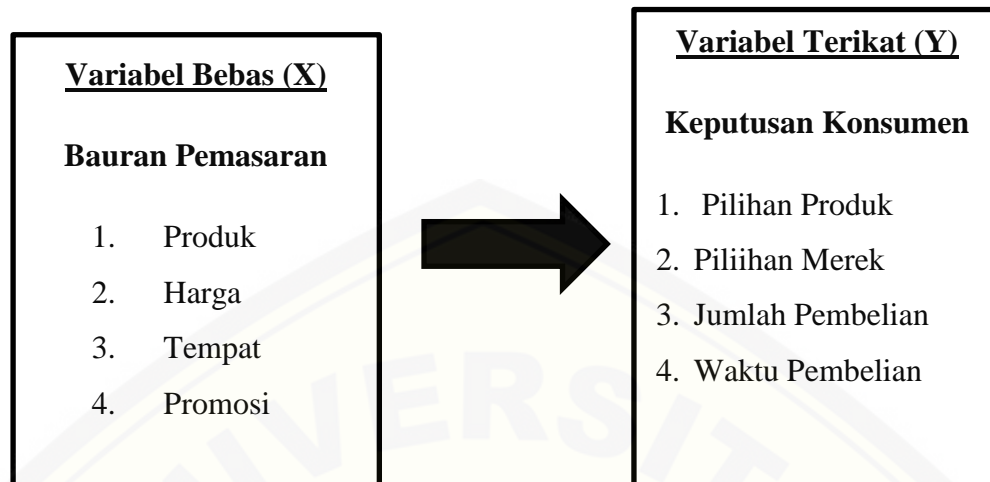 Variabel Bebas (X)
Bauran Pemasaran
1. Produk
2. Harga
3. Tempat
4. Promosi
Variabel Terikat (Y)
Keputusan Konsumen
1. Pilihan Produk
2. Piliihan Merek
3. Jumlah Pembelian
4. Waktu Pembelian